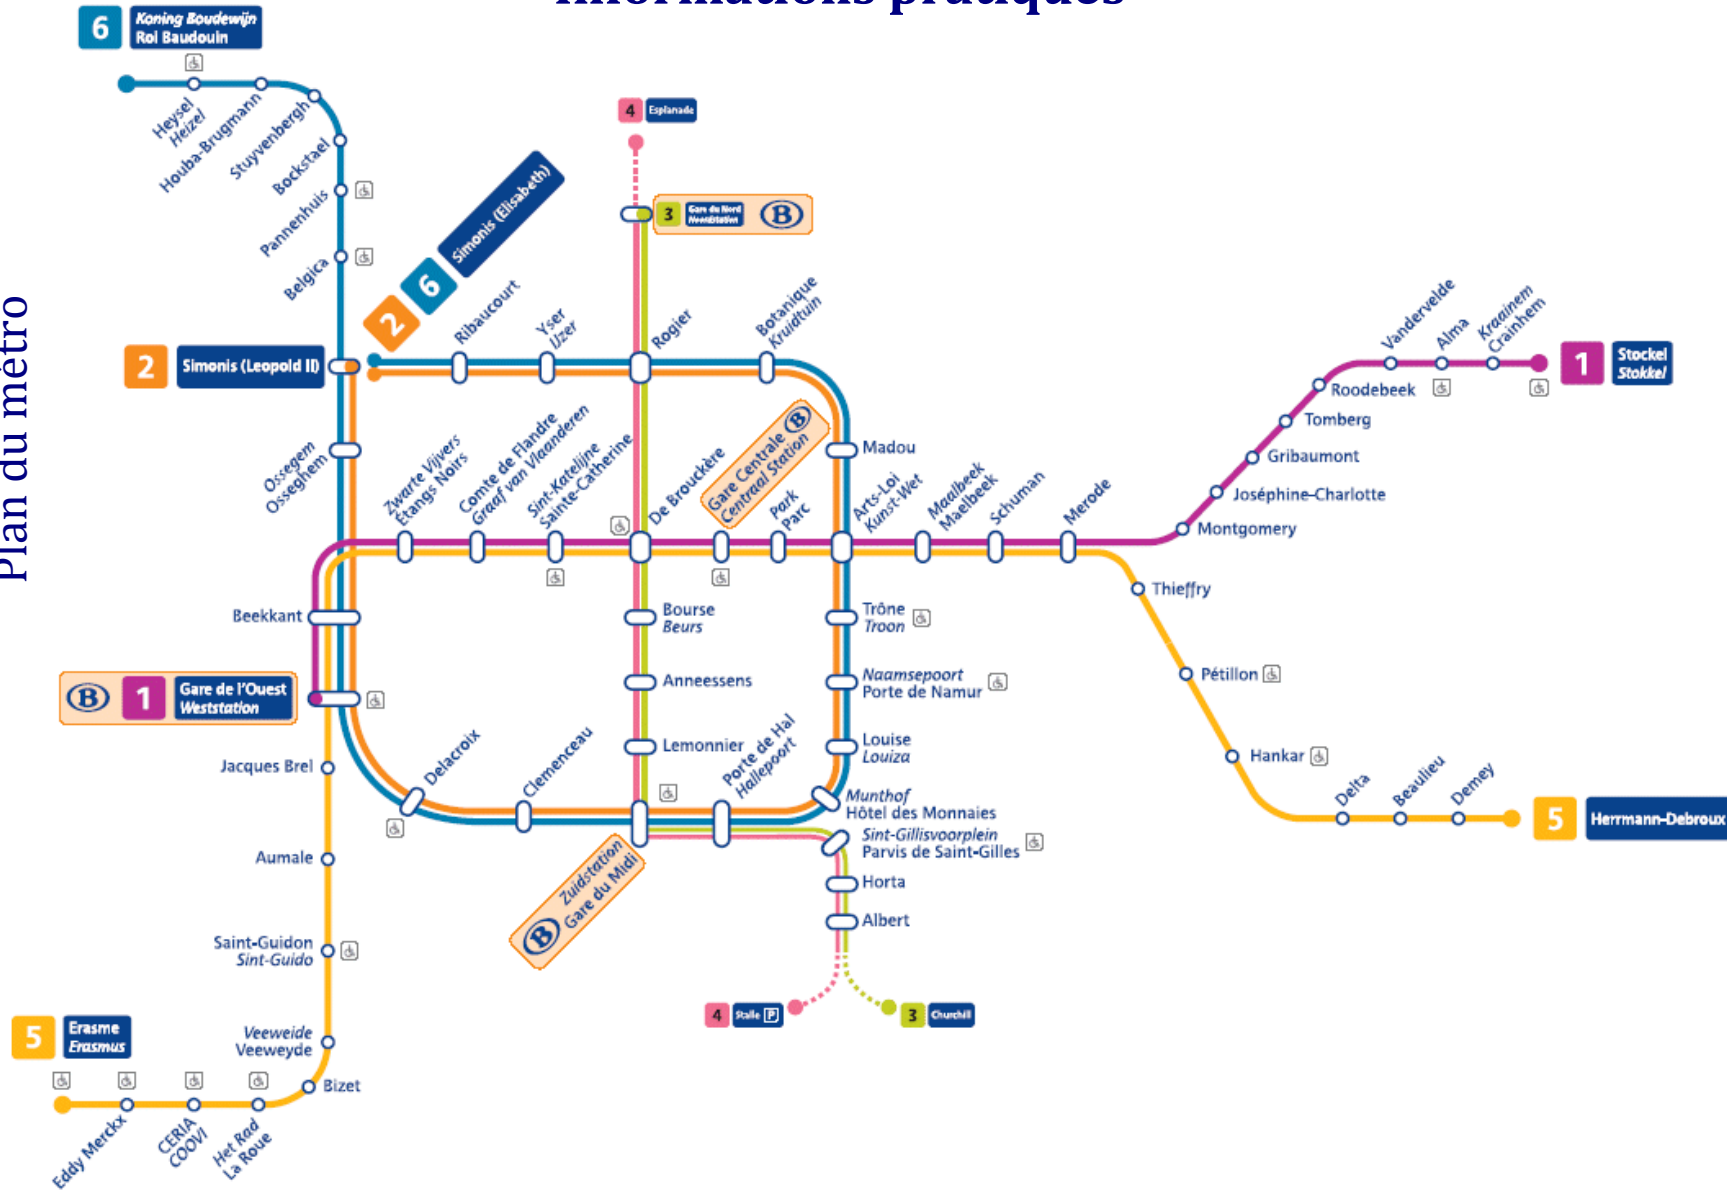 Informations pratiques
Plan du métro
6
Koning Boudewijn
Roi Baudouin
Heysel
Heizel
Houba-Brugmann
Stuyvenbergh
Bockstael
Pannenhuis
Belgica
4
Esplanade
3
Gare du Nord
Noordstation
B
2
6
Simonis (Elisabeth)
2
Simonis (Leopold II)
Ribaucourt
Yser
IJzer
Rogier
Botanique
Kruidtuin
Ossegem
Osseghem
Zwarte Vijvers
Étangs Noirs
Comte de Flandre
Graaf van Vlaanderen
Sint-Katelijne
Sainte-Catherine
De Brouckère
Gare Centrale
Centraal Station
B
Park
Parc
Madou
Arts-Loi
Kunst-Wet
Maalbeek
Maelbeek
Schuman
Merode
Montgomery
Joséphine-Charlotte
Gribaumont
Tomberg
Roodebeek
Vandervelde
Alma
Kraainem
Crainhem
1
Stockel
Stokkel
Beekkant
Bourse
Beurs
Trône
Troon
Thieffry
B
1
Gare de l'Ouest
Weststation
Anneessens
Naamsepoort
Porte de Namur
Pétillon
Jacques Brel
Delacroix
Clemenceau
Lemonnier
Porte de Hal
Hallepoort
Louise
Louiza
Hankar
Munthof
Hôtel des Monnaies
Delta
Beaulieu
Demey
5
Herrmann-Debroux
Sint-Gillisvoorplein
Parvis de Saint-Gilles
Zuidstation
Gare du Midi
B
Aumale
Horta
Albert
Saint-Guidon
Sint-Guido
4
Stalle P
3
Churchill
5
Erasme
Erasmus
Veeweide
Veeweyde
Bizet
Eddy Merckx
CERIA
COOVI
Het Rad
La Roue